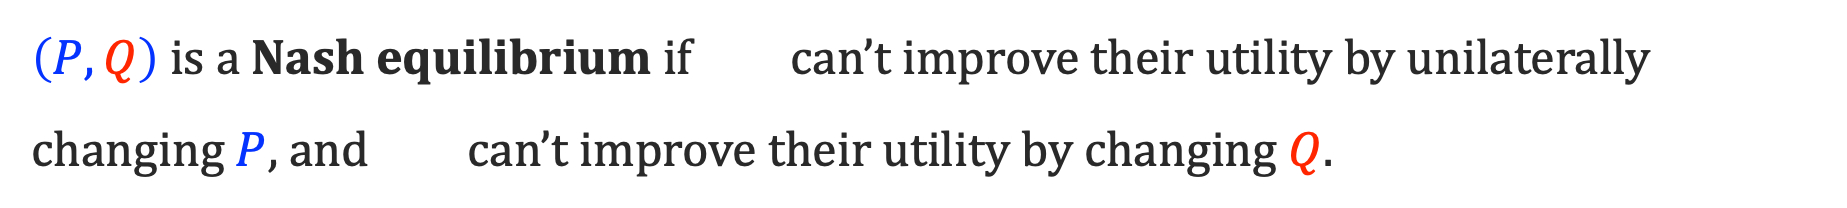 (P, Q) is a Nash equilibrium if can’t improve their utility by unilaterally
changing P, and can’t improve their utility by changing Q.